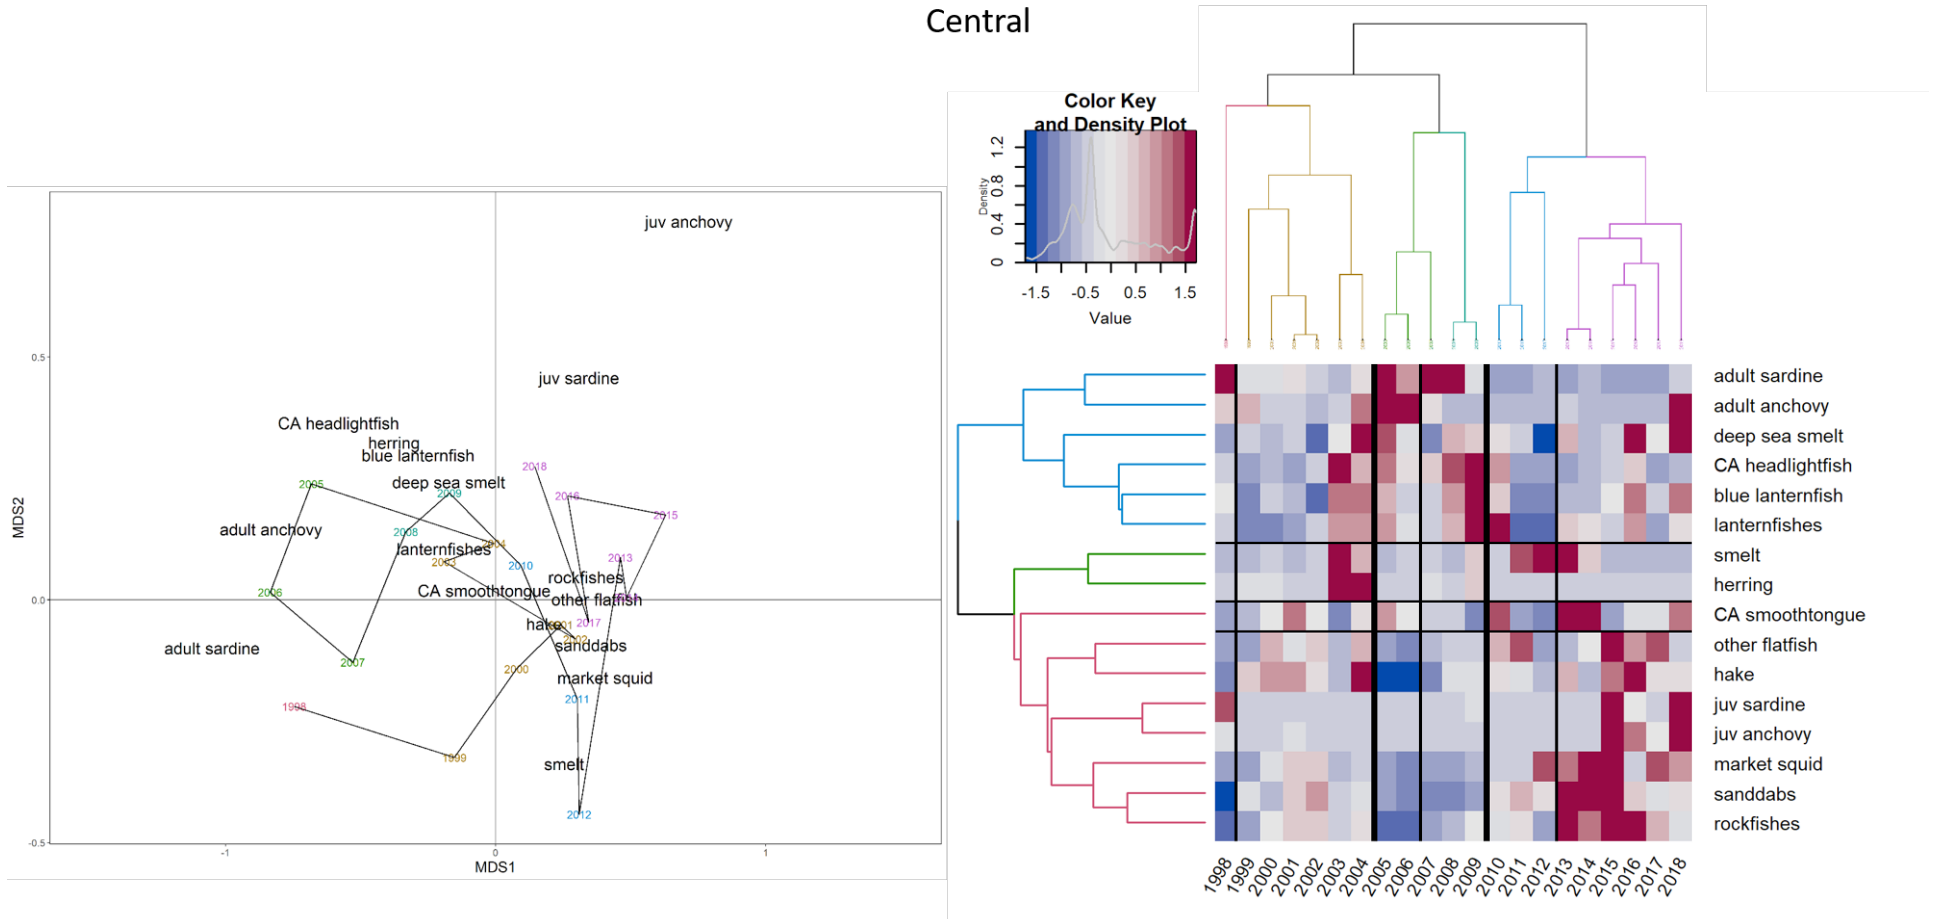 Central
juv anchovy
0.5
juv sardine
CA headlightfish
herring
blue lanternfish
2018
deep sea smelt
2005
2009
2016
2015
adult anchovy
2008
2004
lanternfishes
2003
2013
2010
rockfishes
CA smoothtongue
2006
0.0
other flatfish
2017
hake
2002
sanddabs
adult sardine
2007
2000
market squid
2011
1998
1999
smelt
2012
-0.5
-1
0
1
MDS1
MDS2
Color Key
and Density Plot
Density
0
0.4
0.8
1.2
-1.5
-0.5
0.5
1.5
Value
adult sardine
adult anchovy
deep sea smelt
CA headlightfish
blue lanternfish
lanternfishes
smelt
herring
CA smoothtongue
other flatfish
hake
juv sardine
juv anchovy
market squid
sanddabs
rockfishes
1998
1999
2000
2001
2002
2003
2004
2005
2006
2007
2008
2009
2010
2011
2012
2013
2014
2015
2016
2017
2018